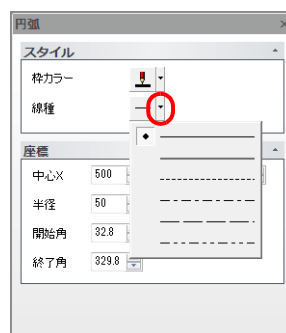 円弧
スタイル
枠カラー
線種
座標
中心X 500
半径 50
開始角 32.8
終了角 329.8